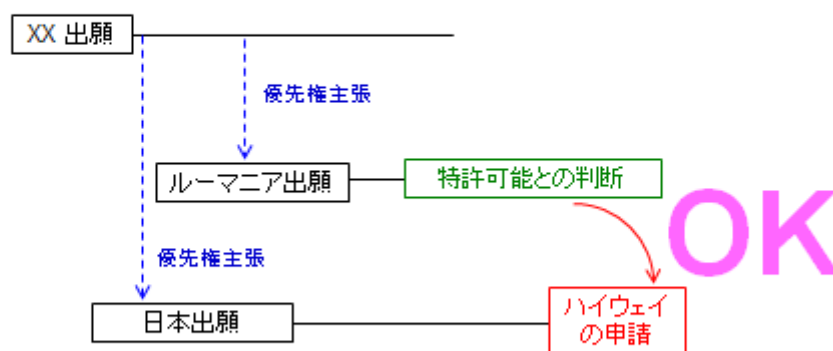 XX 出願
優先権主張
ルーマニア出願
特許可能との判断
OK
優先権主張
日本出願
ハイウェイ
の申請